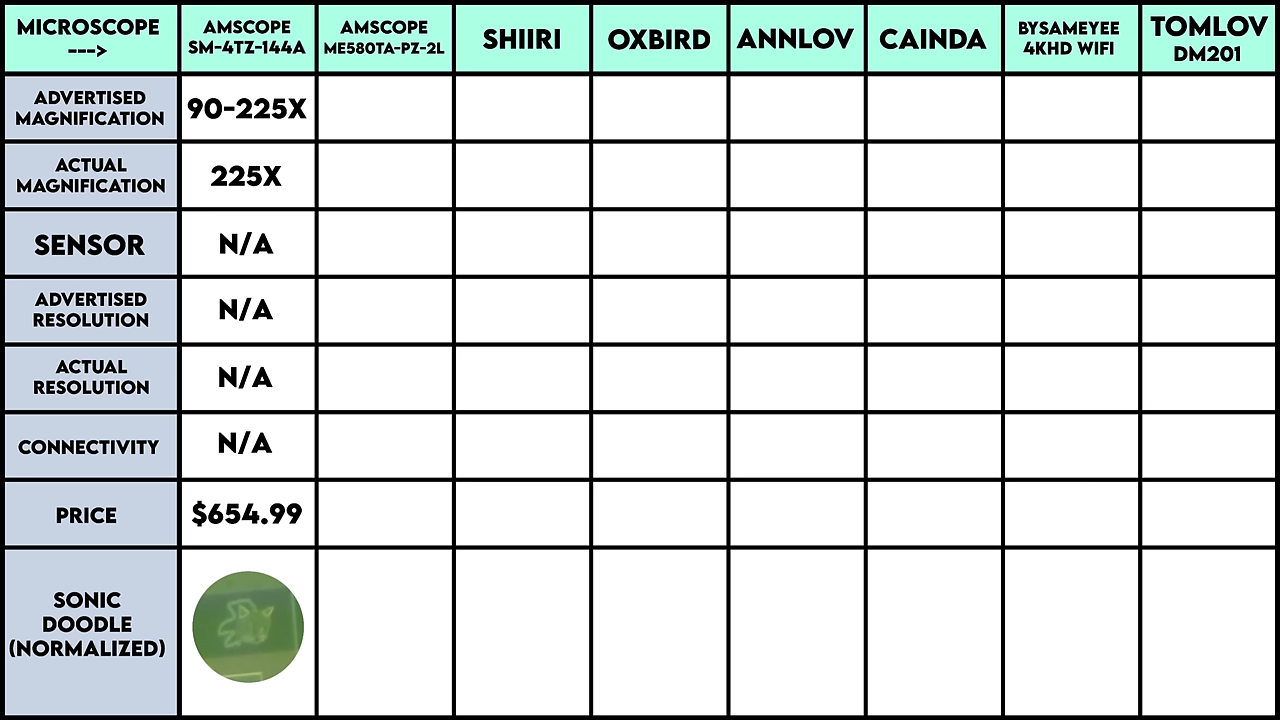 MICROSCOPE
--->
AMSCOPE
SM-4TZ-144A
AMSCOPE
ME580TA-PZ-2L
SHIIRI
OXBIRD
ANNLOV
CAINDA
BYSAMEYEE
4KHD WIFI
TOMLOV
DM201
ADVERTISED
MAGNIFICATION
90-225X
ACTUAL
MAGNIFICATION
225X
SENSOR
N/A
ADVERTISED
RESOLUTION
N/A
ACTUAL
RESOLUTION
N/A
CONNECTIVITY
N/A
PRICE
$654.99
SONIC
DOODLE
(NORMALIZED)